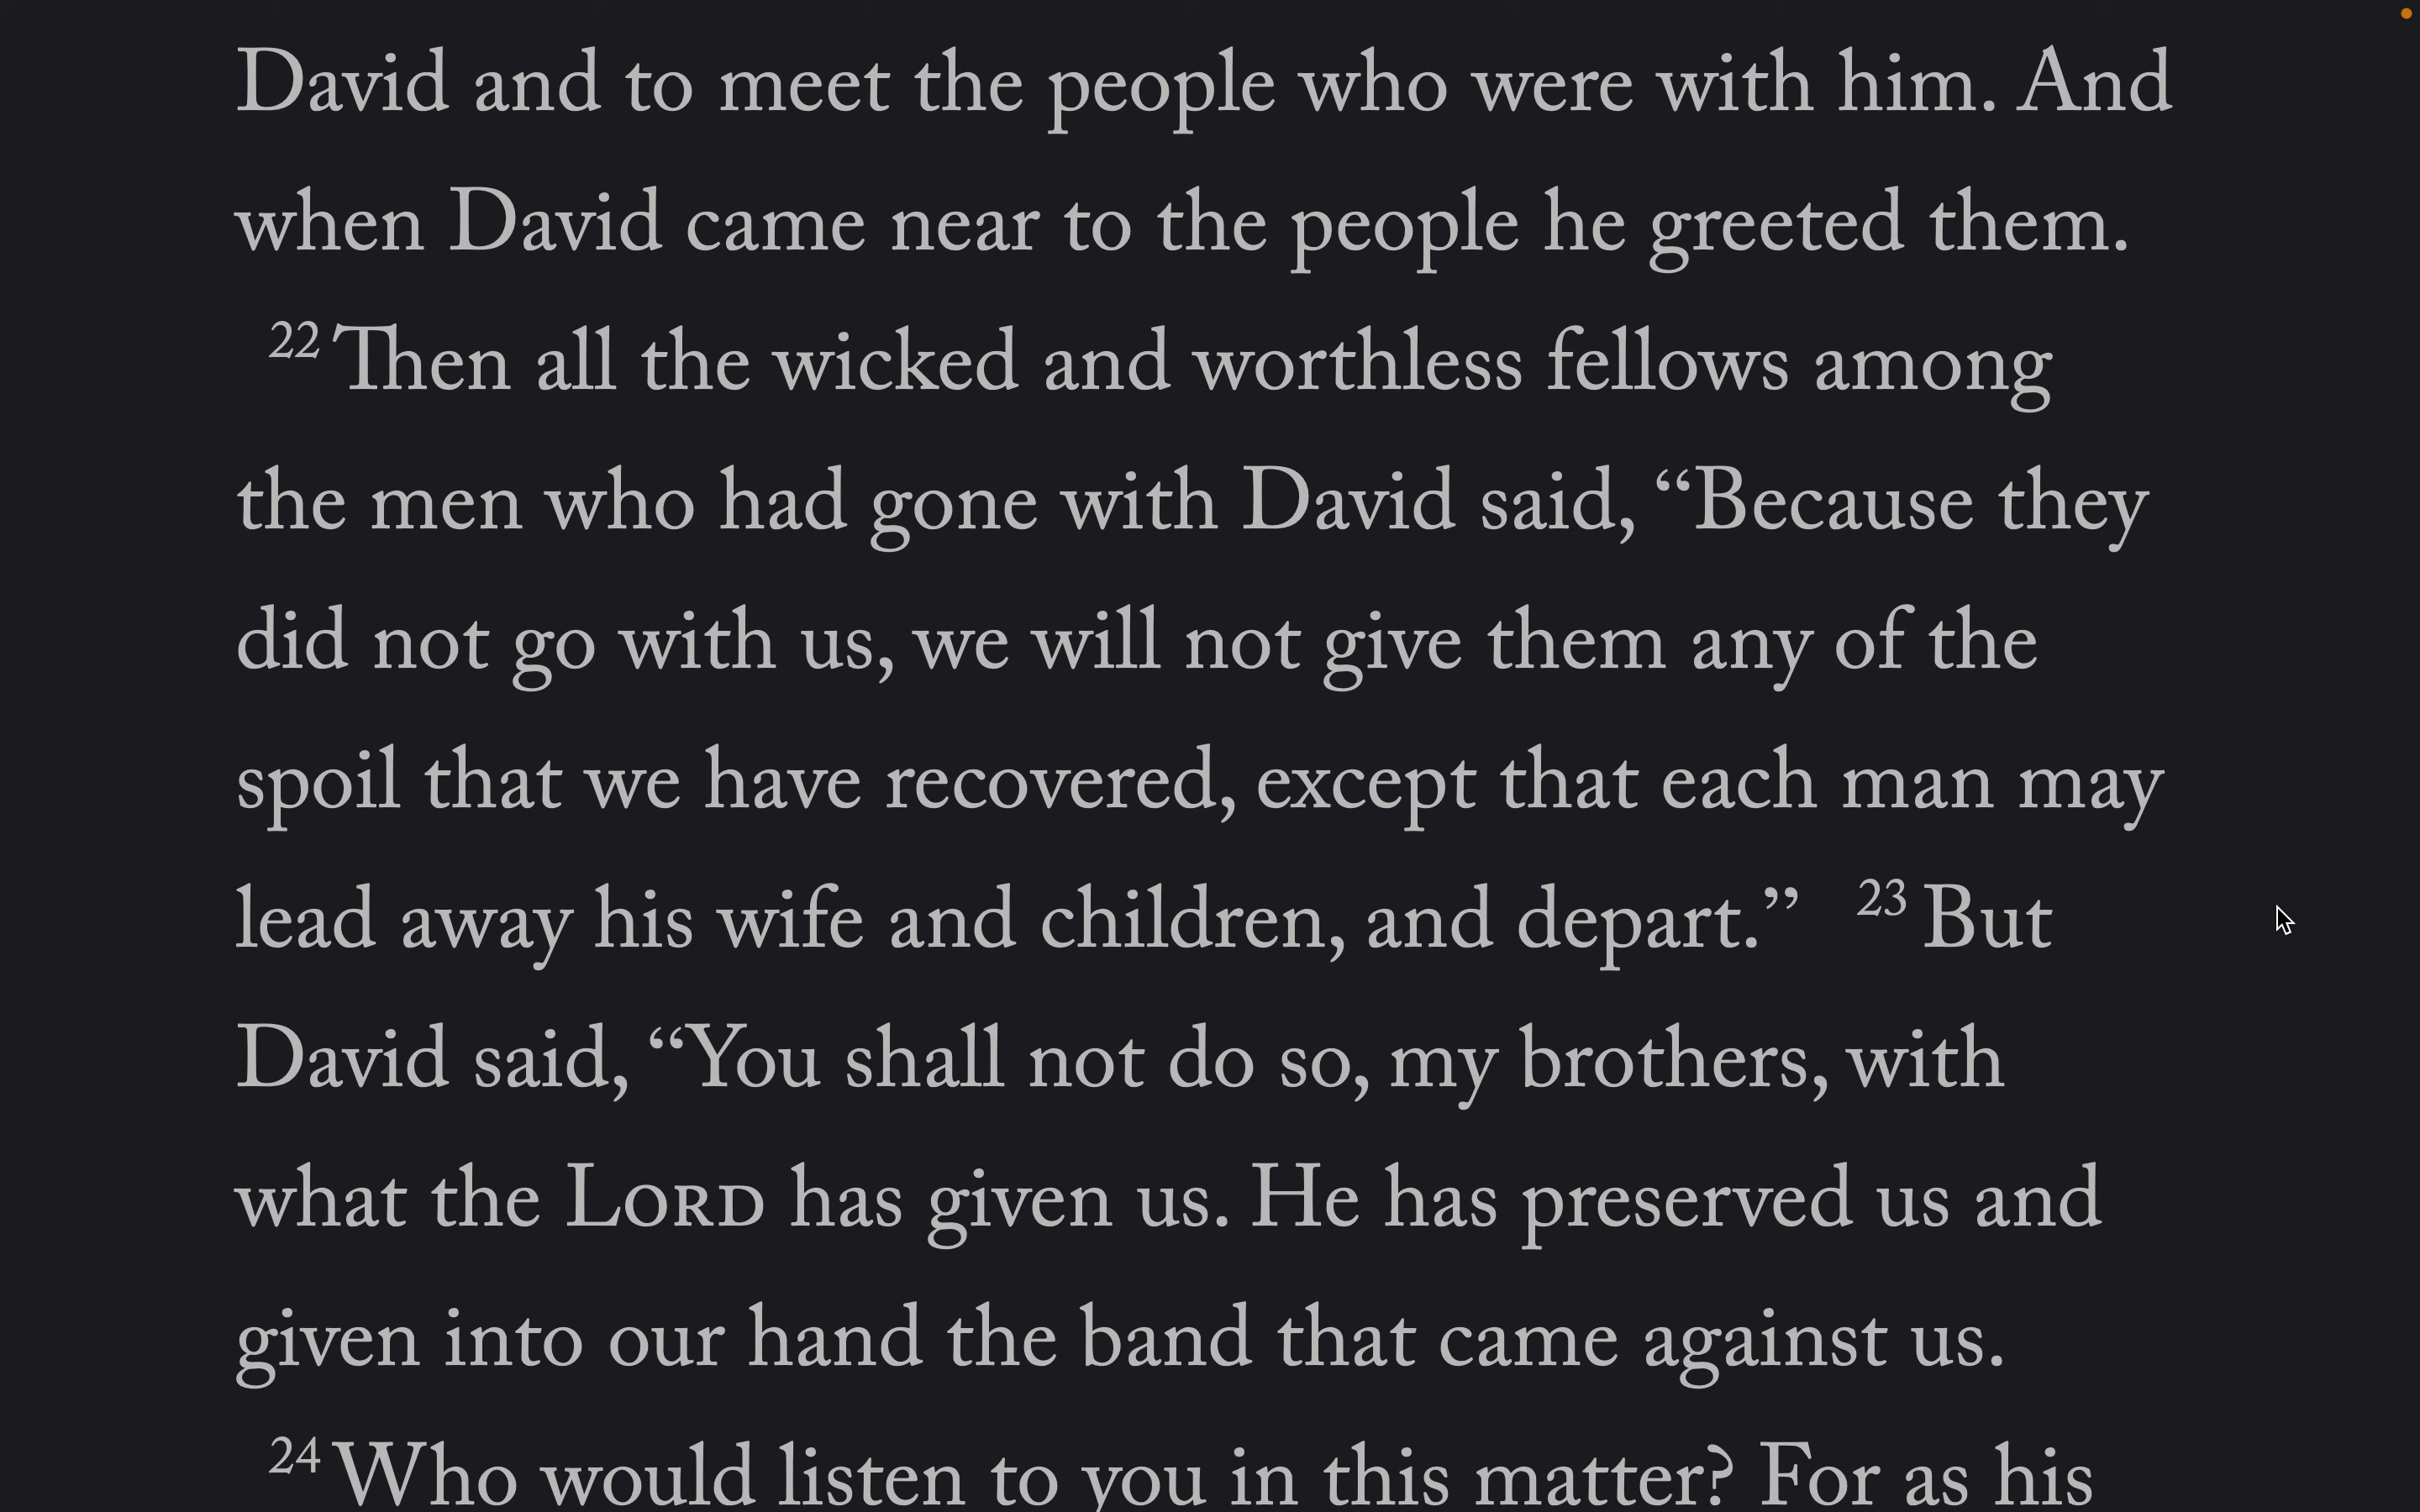 David and to meet the people who were with him. And
when David came near to the people he greeted them.
22 Then all the wicked and worthless fellows among
the men who had gone with David said, “Because they
did not go with us, we will not give them any of the
spoil that we have recovered, except that each man may
lead away his wife and children, and depart.” 23 But
David said, “You shall not do so, my brothers, with
what the LORD has given us. He has preserved us and
given into our hand the band that came against us.
24 Who would listen to you in this matter? For as his